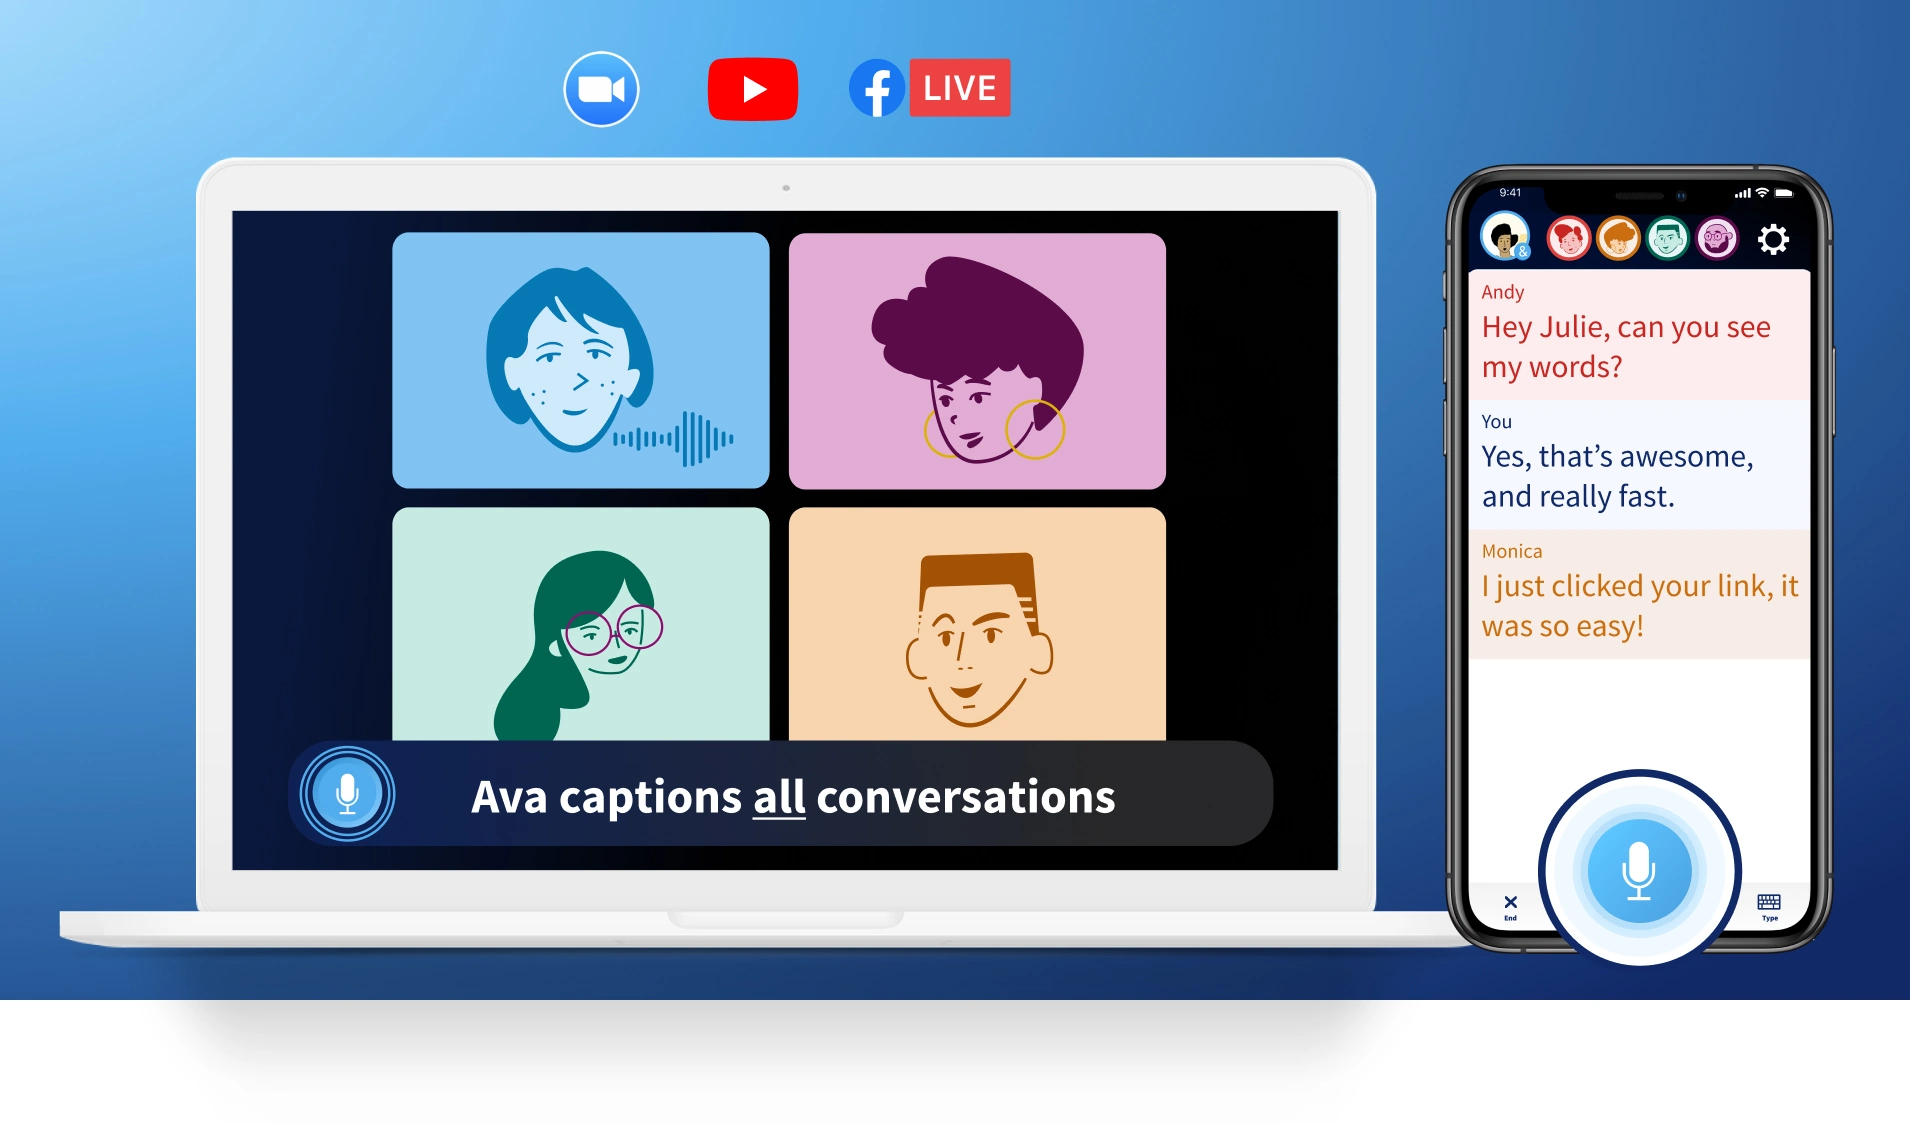 LIVE
Ava captions all conversations
9:41
&
Andy
Hey Julie, can you see
my words?
You
Yes, that’s awesome,
and really fast.
Monica
I just clicked your link, it
was so easy!
End
Type